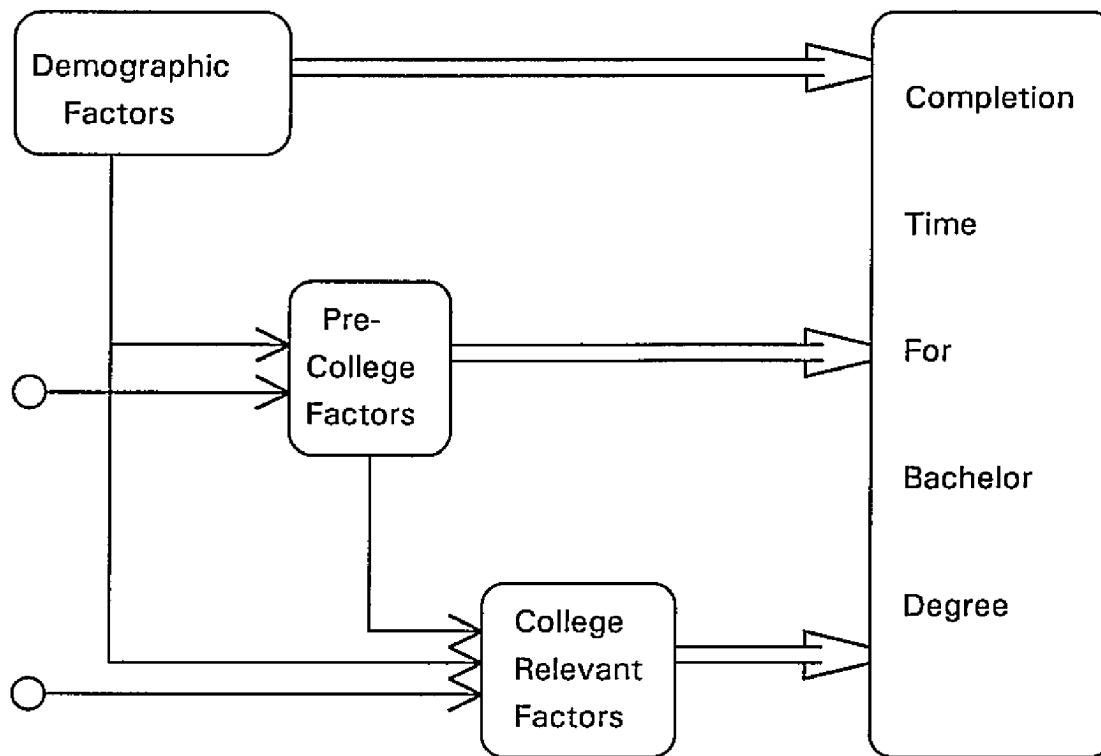 Demographic
Factors
Pre-
College
Factors
College
Relevant
Factors
Completion
Time
For
Bachelor
Degree